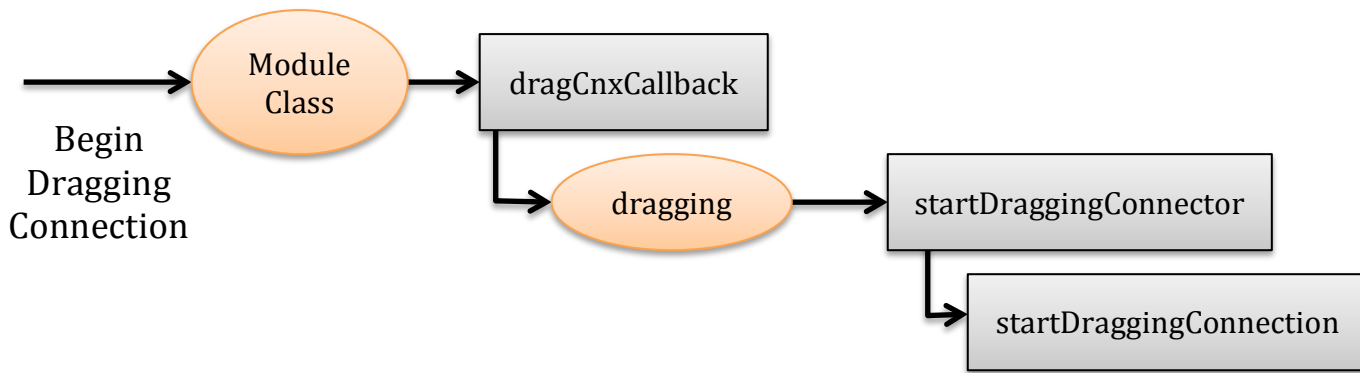 Module
Class
dragCnxCallback
Begin
Dragging
Connection
dragging
startDraggingConnector
startDraggingConnection